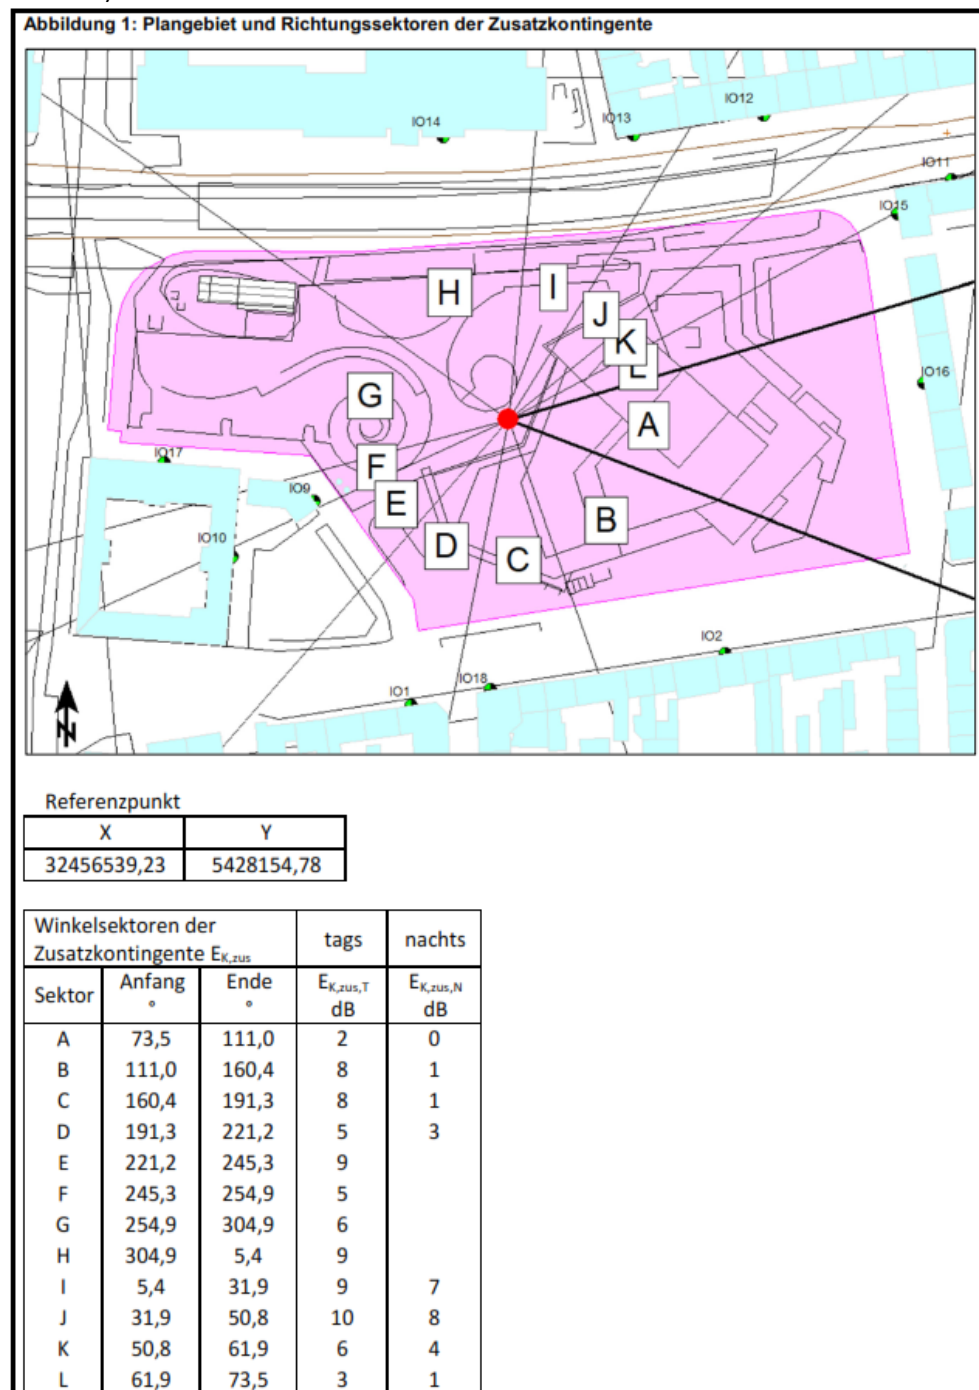 Abbildung 1: Plangebiet und Richtungssektoren der Zusatzkontingente
IO12
IO13
IO14
IO11
IO15
H
I
J
K
L
IO16
G
A
IO17
F
IO9
E
B
IO10
D
C
IO2
IO18
IO1
N
Referenzpunkt
X Y
32456539,23 5428154,78
Winkelsektoren der Zusatzkontingente EK,zus tags nachts
Sektor Anfang ° Ende ° EK,zus,T dB EK,zus,N dB
A 73,5 111,0 2 0
B 111,0 160,4 8 1
C 160,4 191,3 8 1
D 191,3 221,2 5 3
E 221,2 245,3 9
F 245,3 254,9 5
G 254,9 304,9 6
H 304,9 5,4 9
I 5,4 31,9 9 7
J 31,9 50,8 10 8
K 50,8 61,9 6 4
L 61,9 73,5 3 1